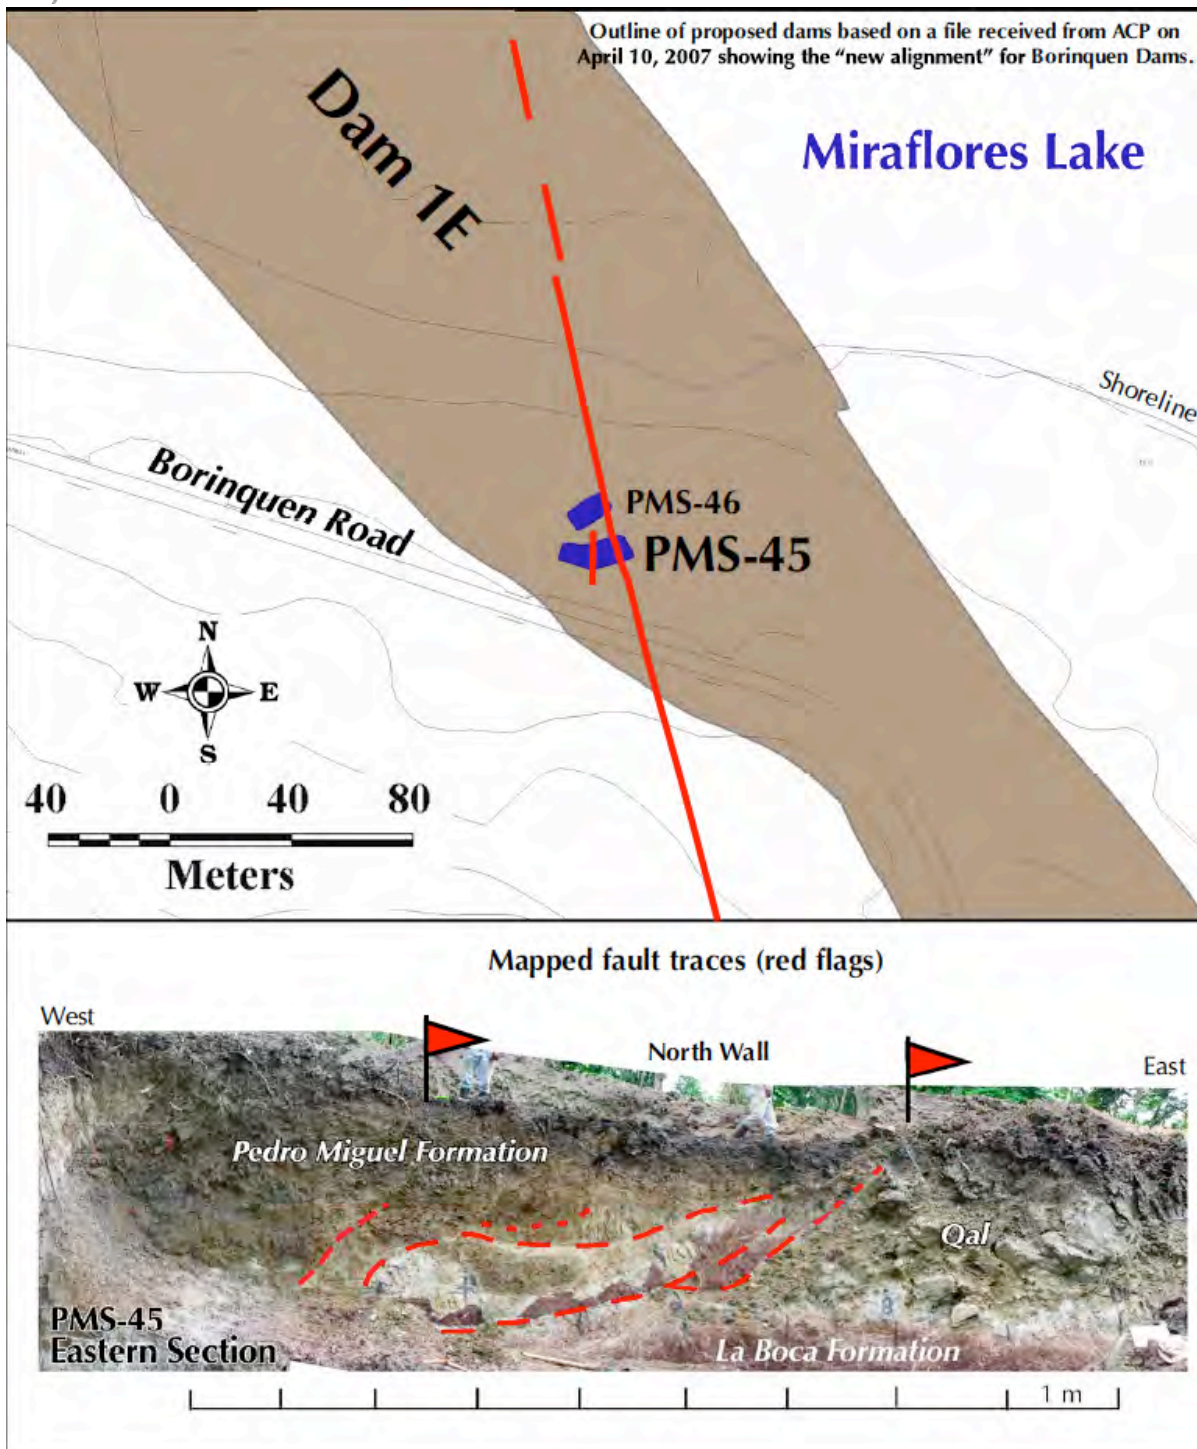 Outline of proposed dams based on a file received from ACP on
April 10, 2007 showing the “new alignment” for Borinquen Dams.
Dam 1E
Miraflores Lake
Shoreline
Borinquen Road
PMS-46
PMS-45
N
W
E
S
40 0 40 80
Meters
Mapped fault traces (red flags)
West
North Wall
East
Pedro Miguel Formation
Qal
PMS-45
Eastern Section
La Boca Formation
1 m